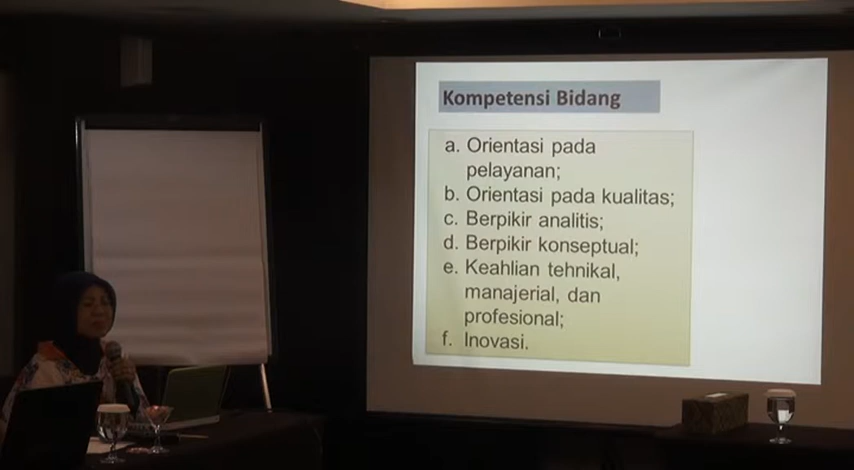 Kompetensi Bidang
a. Orientasi pada
pelayanan;
b. Orientasi pada kualitas;
c. Berpikir analitis;
d. Berpikir konseptual;
e. Keahlian tehnikal,
manajerial, dan
profesional;
f. Inovasi.